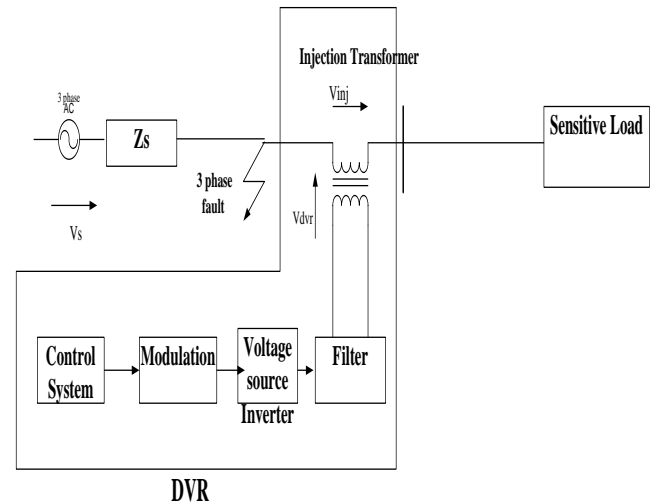 Injection Transformer
3 phase
AC
Vinj
Zs
Sensitive Load
3 phase
fault
Vdvr
Vs
Control
System
Modulation
Voltage
source
Inverter
Filter
DVR